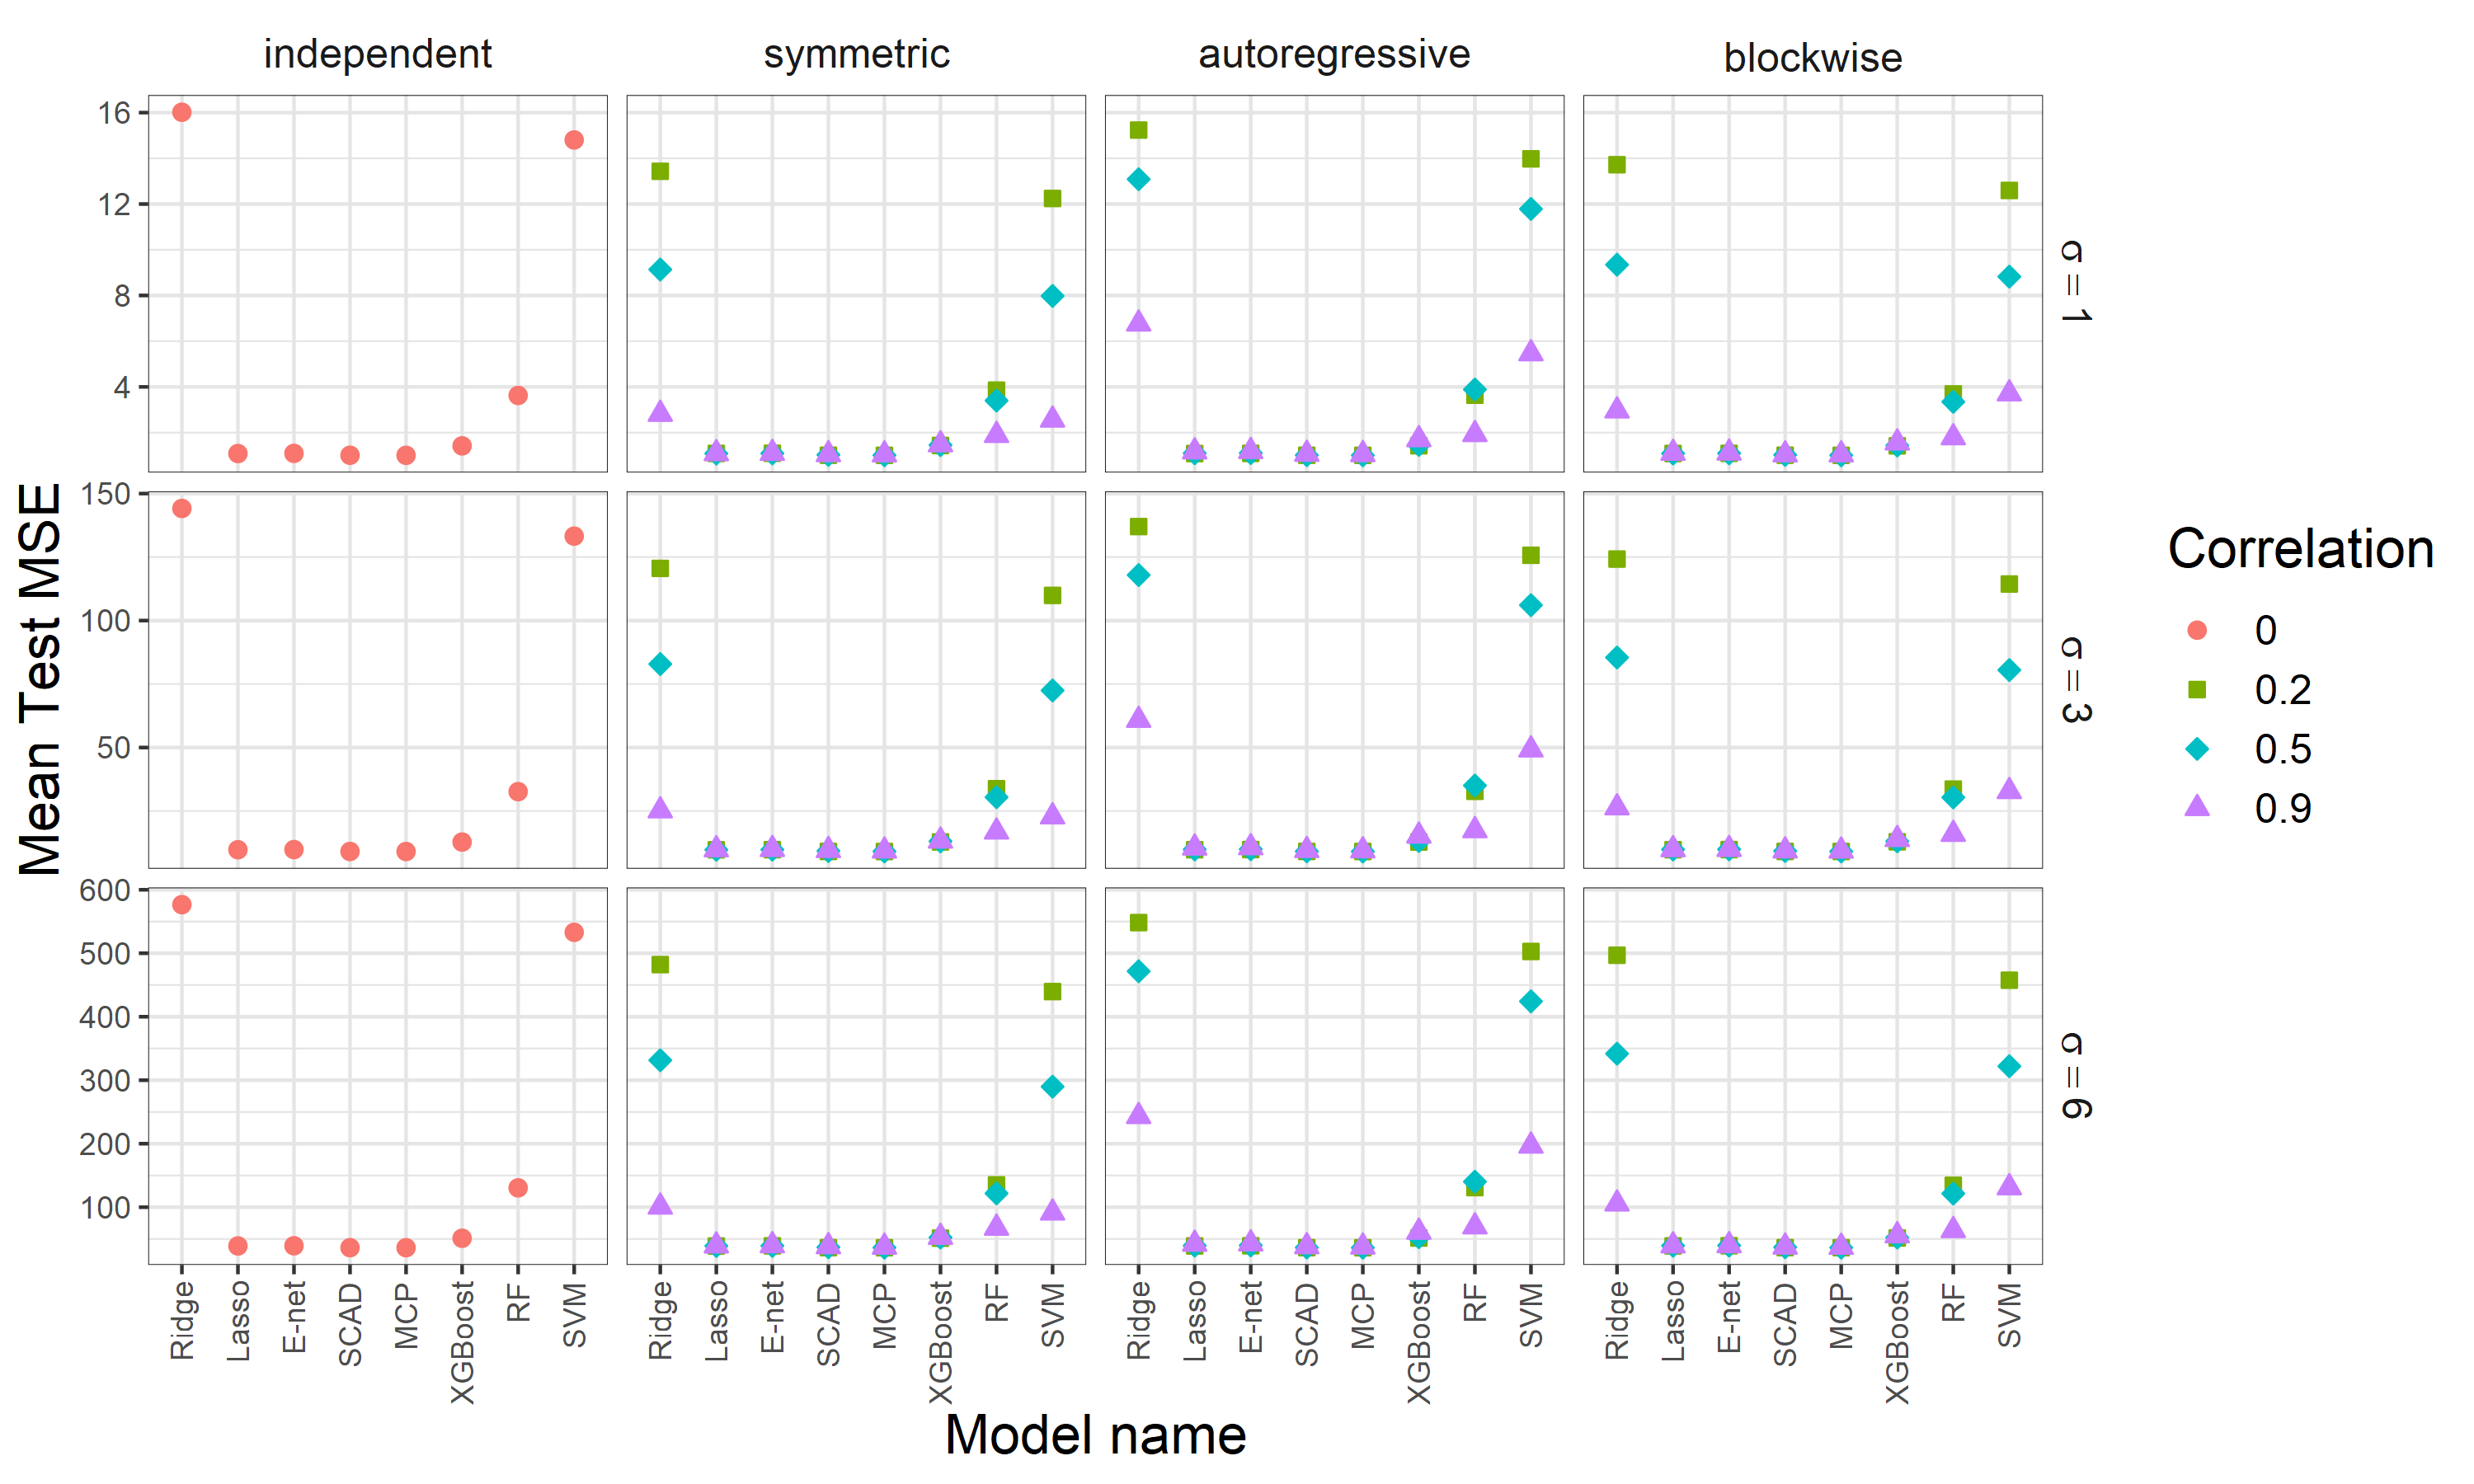 independent
symmetric
autoregressive
blockwise
16
12
8
4
σ = 1
Mean Test MSE
150
100
50
σ = 3
600
500
400
300
200
100
σ = 6
Ridge
Lasso
E-net
SCAD
MCP
XGBoost
RF
SVM
Ridge
Lasso
E-net
SCAD
MCP
XGBoost
RF
SVM
Ridge
Lasso
E-net
SCAD
MCP
XGBoost
RF
SVM
Ridge
Lasso
E-net
SCAD
MCP
XGBoost
RF
SVM
Model name
Correlation
0
0.2
0.5
0.9